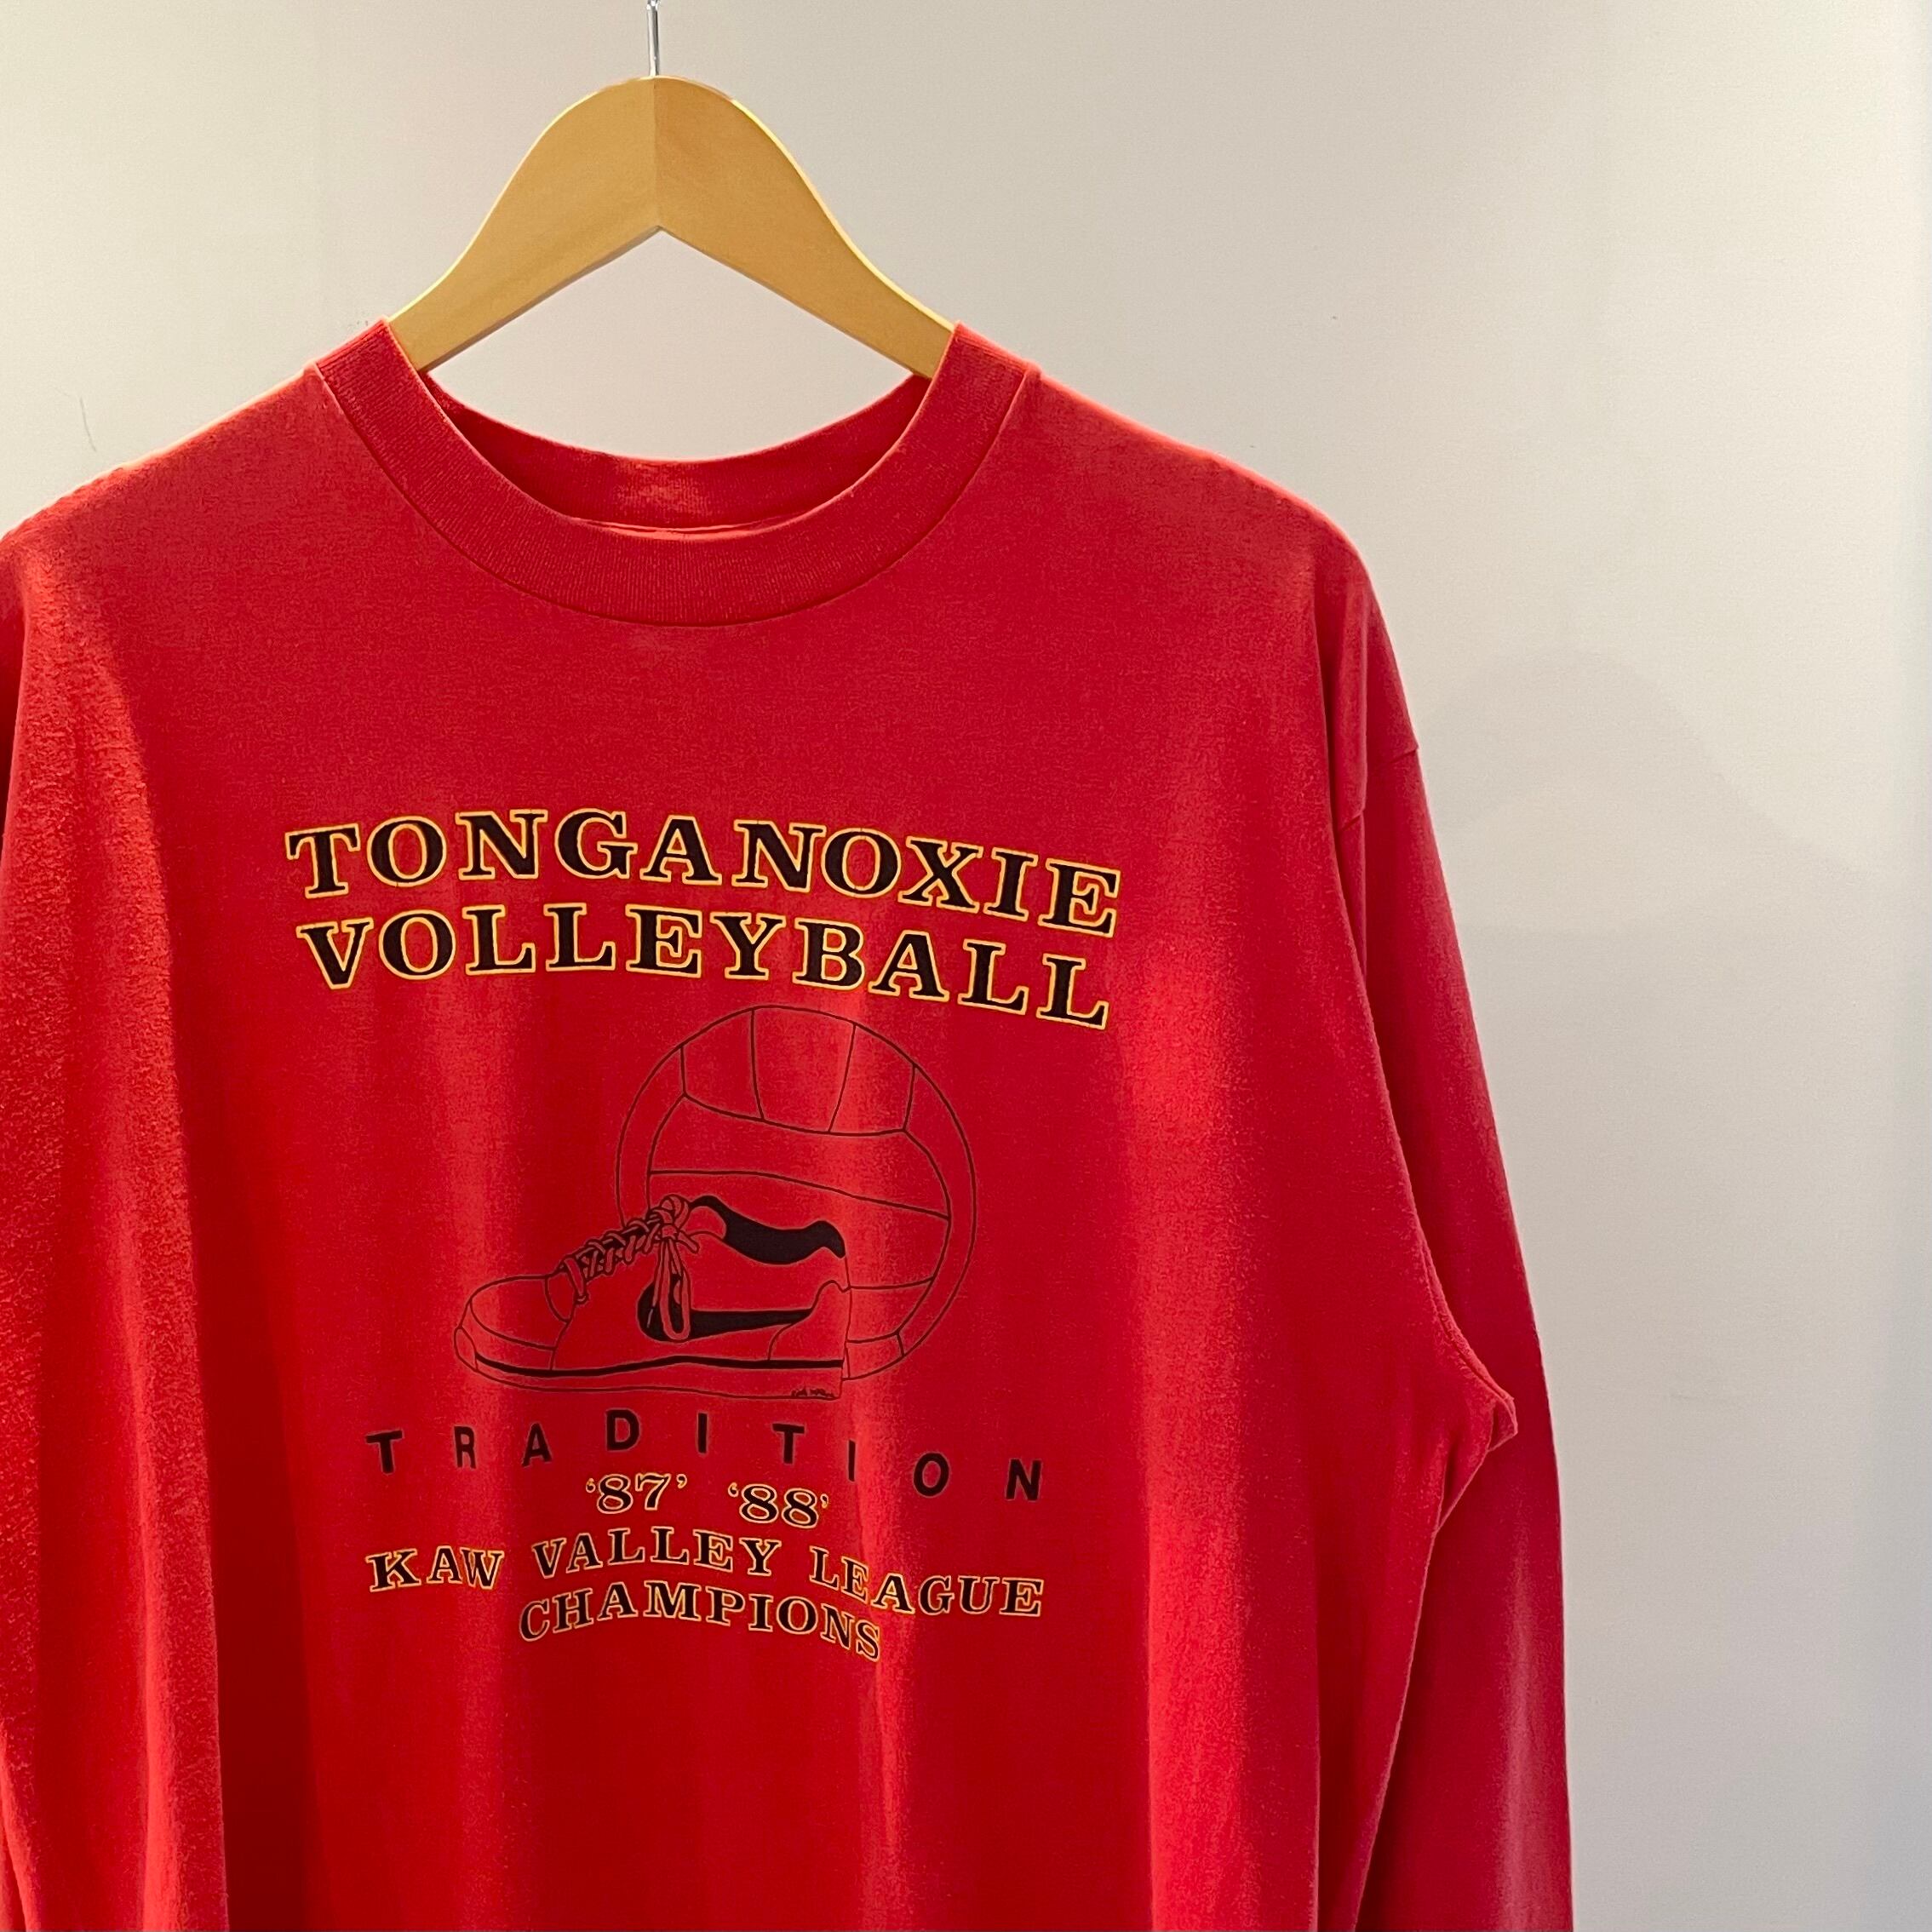 TONGANOXIE
VOLLEYBALL
TRADITION
‘87’ ‘88’
KAW VALLEY LEAGUE
CHAMPIONS